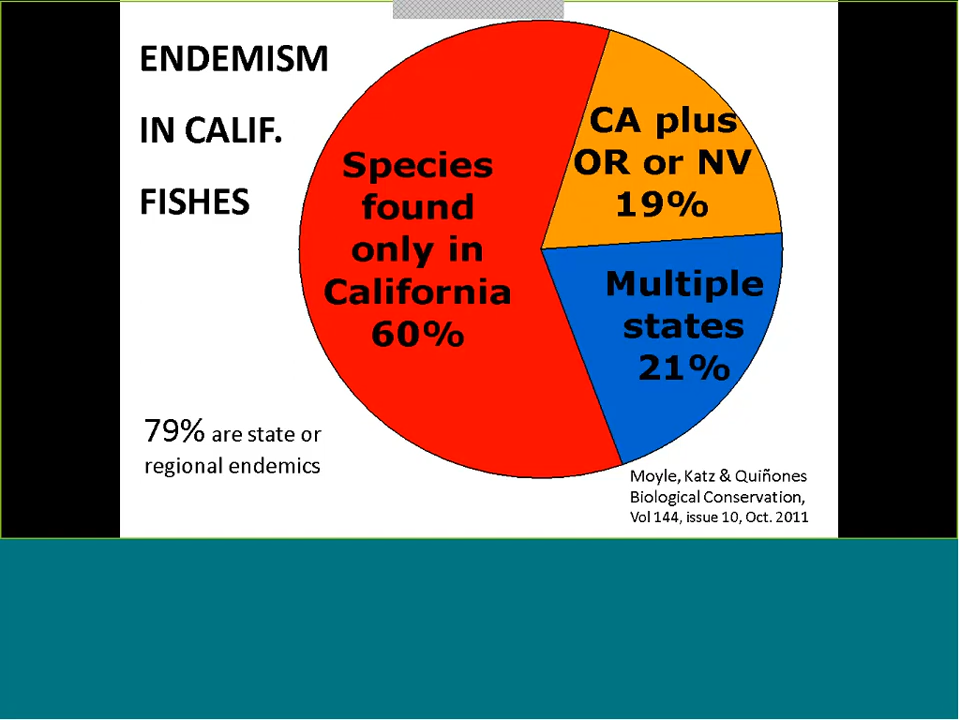 ENDEMISM
IN CALIF.
FISHES
Species
found
only in
California
60%
CA plus
OR or NV
19%
Multiple
states
21%
79% are state or
regional endemics
Moyle, Katz & Quiñones
Biological Conservation,
Vol 144, issue 10, Oct. 2011